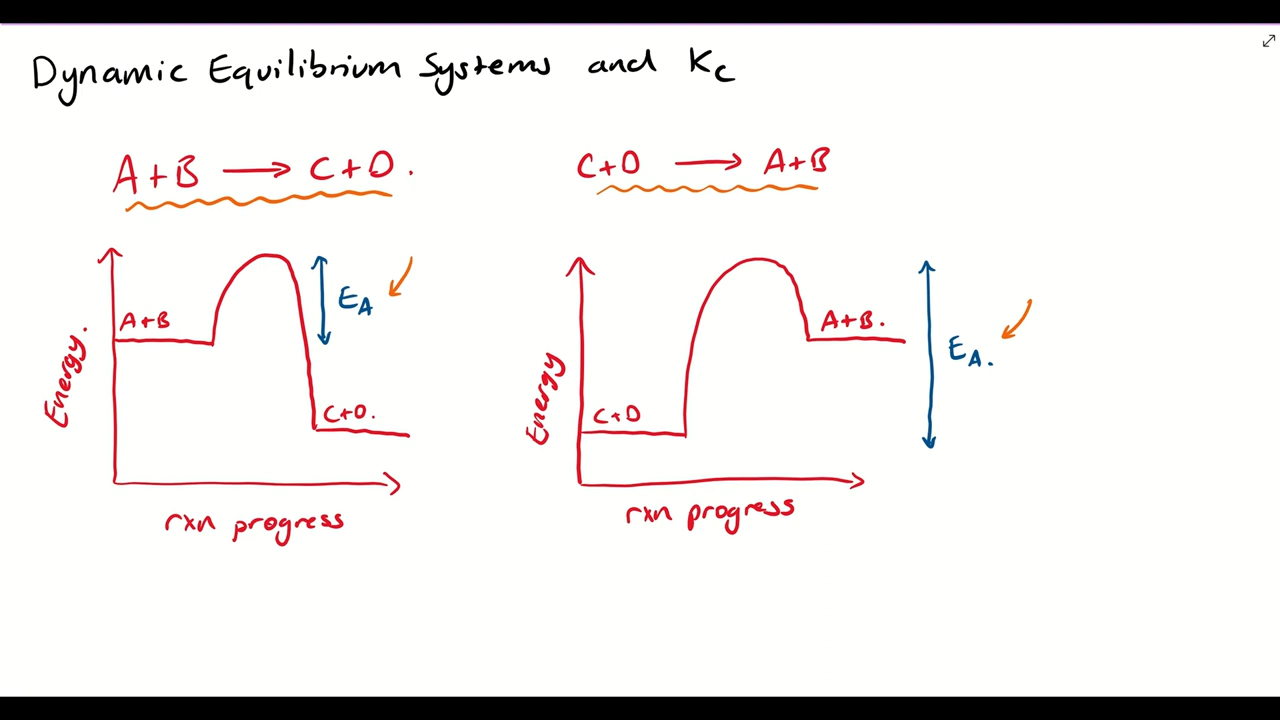 Dynamic Equilibrium Systems and Kc
A+B → C+D.
C+D → A+B
Energy.
A+B
EA
C+D.
rxn progress
Energy
C+D
A+B.
EA.
rxn progress